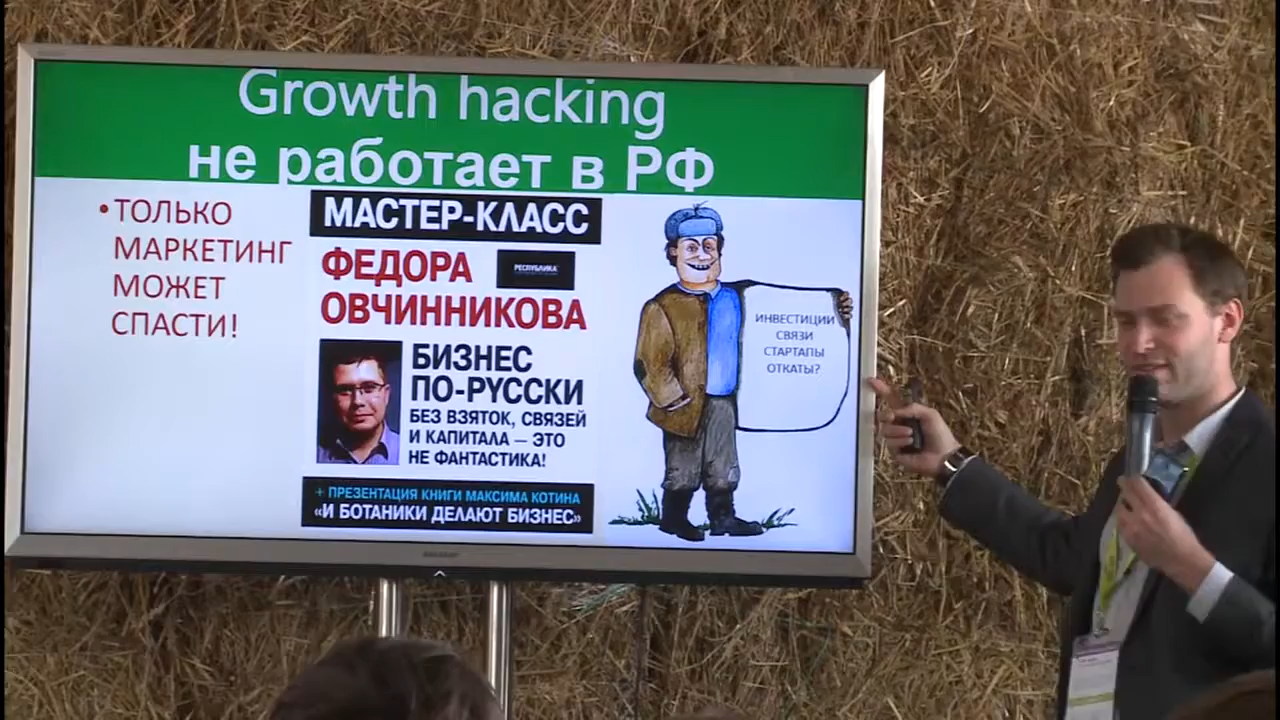 Growth hacking
не работает в РФ
• ТОЛЬКО
МАРКЕТИНГ
МОЖЕТ
СПАСТИ!
МАСТЕР-КЛАСС
ФЕДОРА
РЕСПУБЛИКА
ОВЧИННИКОВА
БИЗНЕС
ПО-РУССКИ
БЕЗ ВЗЯТОК, СВЯЗЕЙ
И КАПИТАЛА – ЭТО
НЕ ФАНТАСТИКА!
+ ПРЕЗЕНТАЦИЯ КНИГИ МАКСИМА КОТИНА
«И БОТАНИКИ ДЕЛАЮТ БИЗНЕС»
ИНВЕСТИЦИИ
СВЯЗИ
СТАРТАПЫ
ОТКАТЫ?